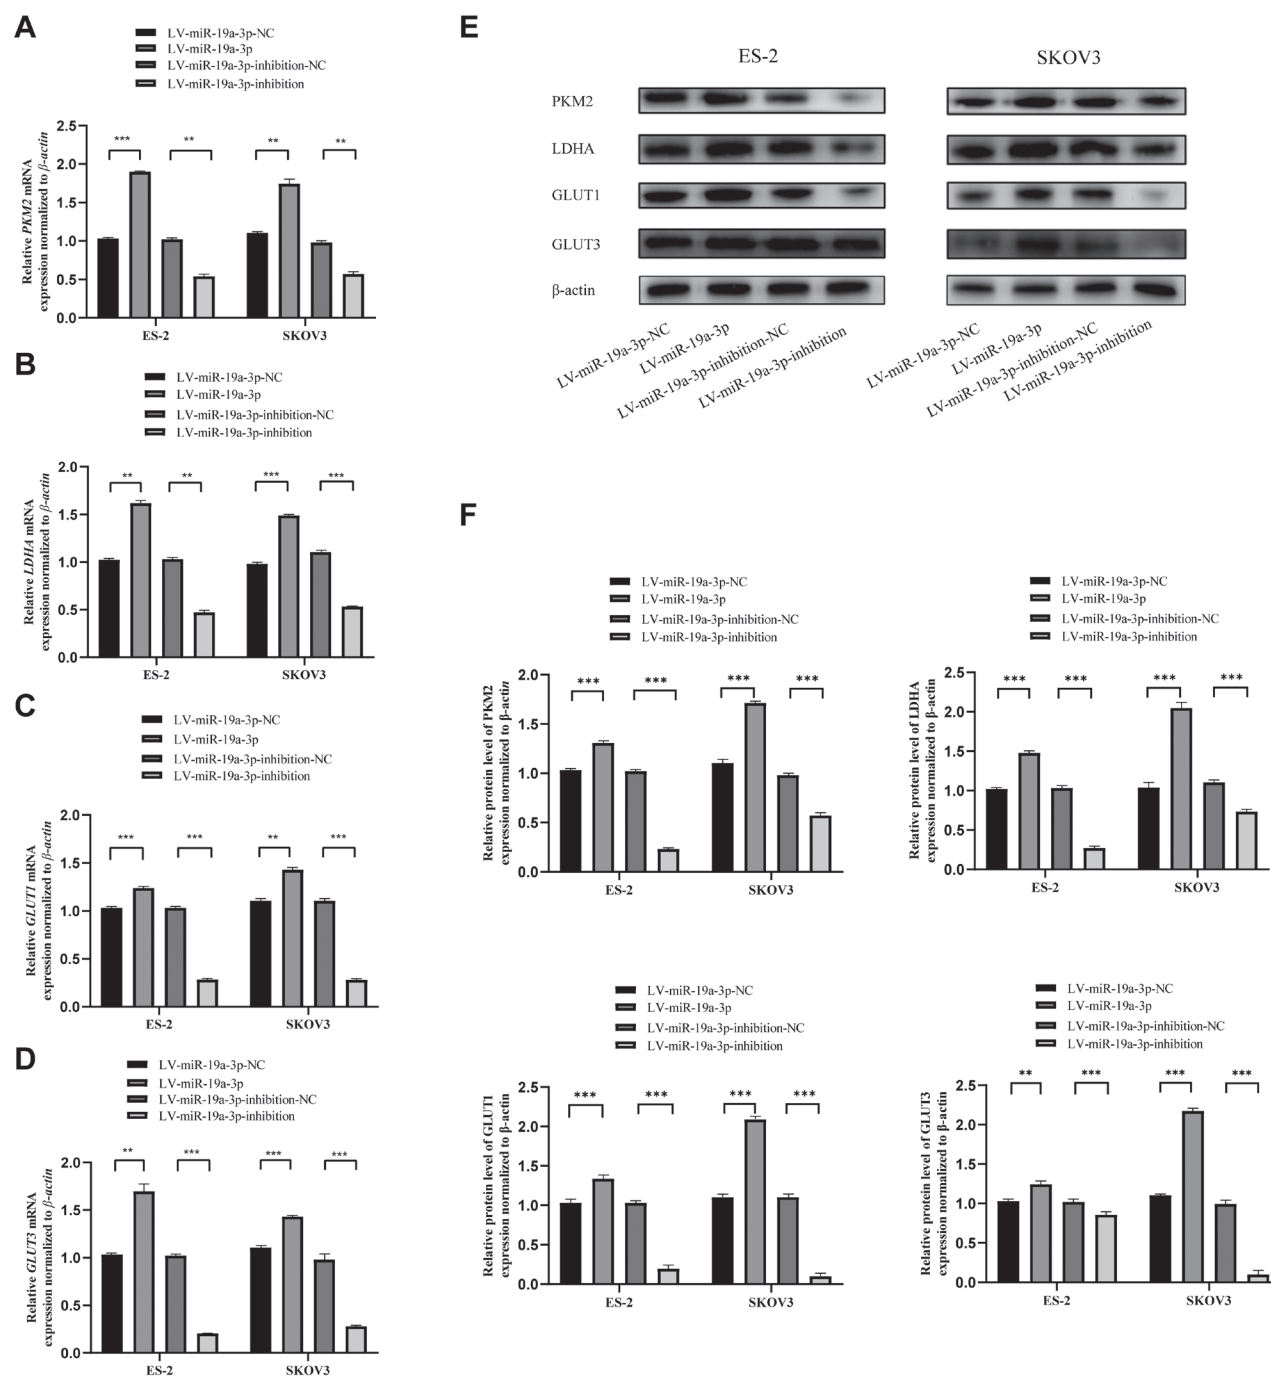 A
LV-miR-19a-3p-NC
LV-miR-19a-3p
LV-miR-19a-3p-inhibition-NC
LV-miR-19a-3p-inhibition
Relative PKM2 mRNA
expression normalized to β-actin
2.5
2.0
1.5
1.0
0.5
0.0
*** ** ** **
ES-2 SKOV3
B
LV-miR-19a-3p-NC
LV-miR-19a-3p
LV-miR-19a-3p-inhibition-NC
LV-miR-19a-3p-inhibition
Relative LDHA mRNA
expression normalized to β-actin
2.0
1.5
1.0
0.5
0.0
** ** *** ***
ES-2 SKOV3
C
LV-miR-19a-3p-NC
LV-miR-19a-3p
LV-miR-19a-3p-inhibition-NC
LV-miR-19a-3p-inhibition
Relative GLUT1 mRNA
expression normalized to β-actin
2.0
1.5
1.0
0.5
0.0
*** *** ** ***
ES-2 SKOV3
D
LV-miR-19a-3p-NC
LV-miR-19a-3p
LV-miR-19a-3p-inhibition-NC
LV-miR-19a-3p-inhibition
Relative GLUT3 mRNA
expression normalized to β-actin
2.0
1.5
1.0
0.5
0.0
** *** *** ***
ES-2 SKOV3
E
ES-2 SKOV3
PKM2
LDHA
GLUT1
GLUT3
β-actin
LV-miR-19a-3p-NC
LV-miR-19a-3p
LV-miR-19a-3p-inhibition-NC
LV-miR-19a-3p-inhibition
LV-miR-19a-3p-NC
LV-miR-19a-3p
LV-miR-19a-3p-inhibition-NC
LV-miR-19a-3p-inhibition
F
LV-miR-19a-3p-NC
LV-miR-19a-3p
LV-miR-19a-3p-inhibition-NC
LV-miR-19a-3p-inhibition
Relative protein level of PKM2
expression normalized to β-actin
2.0
1.5
1.0
0.5
0.0
*** *** *** ***
ES-2 SKOV3
LV-miR-19a-3p-NC
LV-miR-19a-3p
LV-miR-19a-3p-inhibition-NC
LV-miR-19a-3p-inhibition
Relative protein level of LDHA
expression normalized to β-actin
2.5
2.0
1.5
1.0
0.5
0.0
*** *** *** ***
ES-2 SKOV3
LV-miR-19a-3p-NC
LV-miR-19a-3p
LV-miR-19a-3p-inhibition-NC
LV-miR-19a-3p-inhibition
Relative protein level of GLUT1
expression normalized to β-actin
2.5
2.0
1.5
1.0
0.5
0.0
*** *** *** ***
ES-2 SKOV3
LV-miR-19a-3p-NC
LV-miR-19a-3p
LV-miR-19a-3p-inhibition-NC
LV-miR-19a-3p-inhibition
Relative protein level of GLUT3
expression normalized to β-actin
2.5
2.0
1.5
1.0
0.5
0.0
** *** *** ***
ES-2 SKOV3